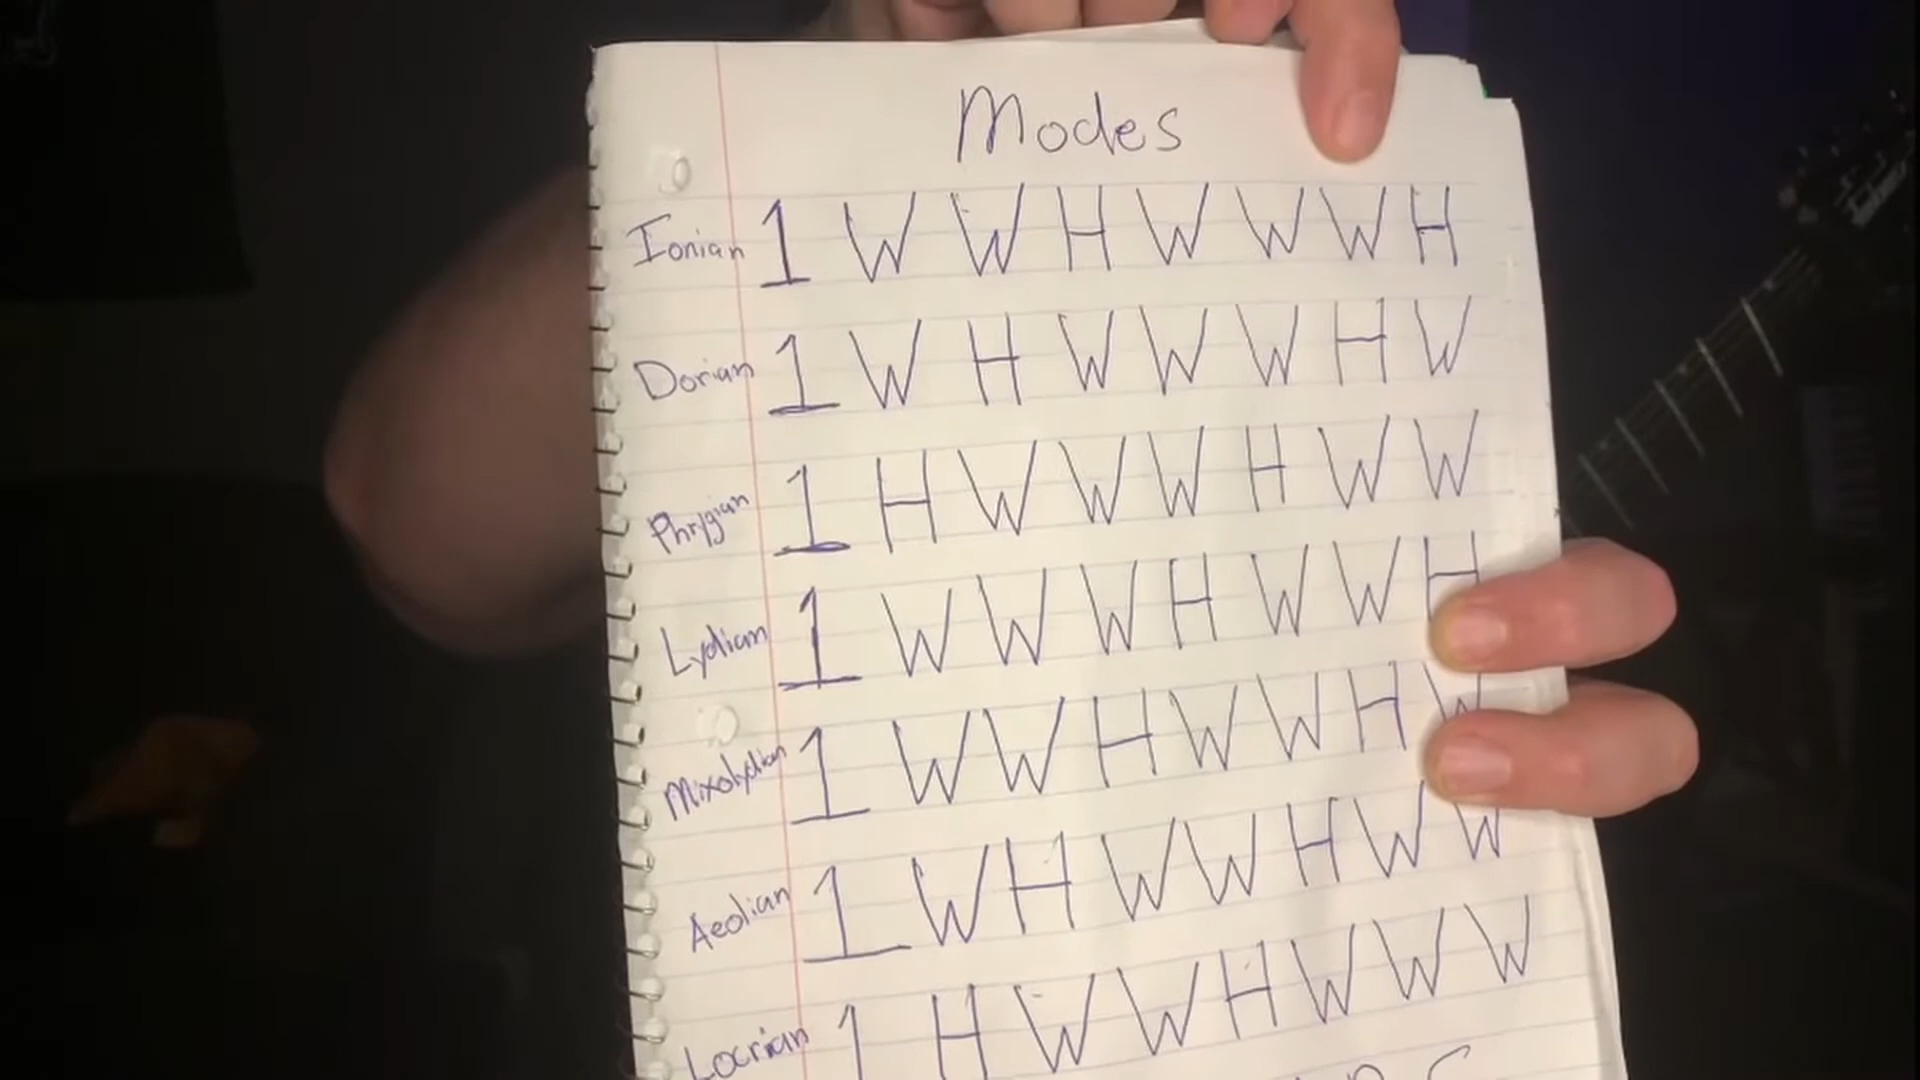 Modes
Ionian 1 W W H W W W H
Dorian 1 W H W W W H W
Phrygian 1 H W W W H W W
Lydian 1 W W W H W W H
Mixolydian 1 W W H W W H W
Aeolian 1 W H W W H W W
Locrian 1 H W W H W W W